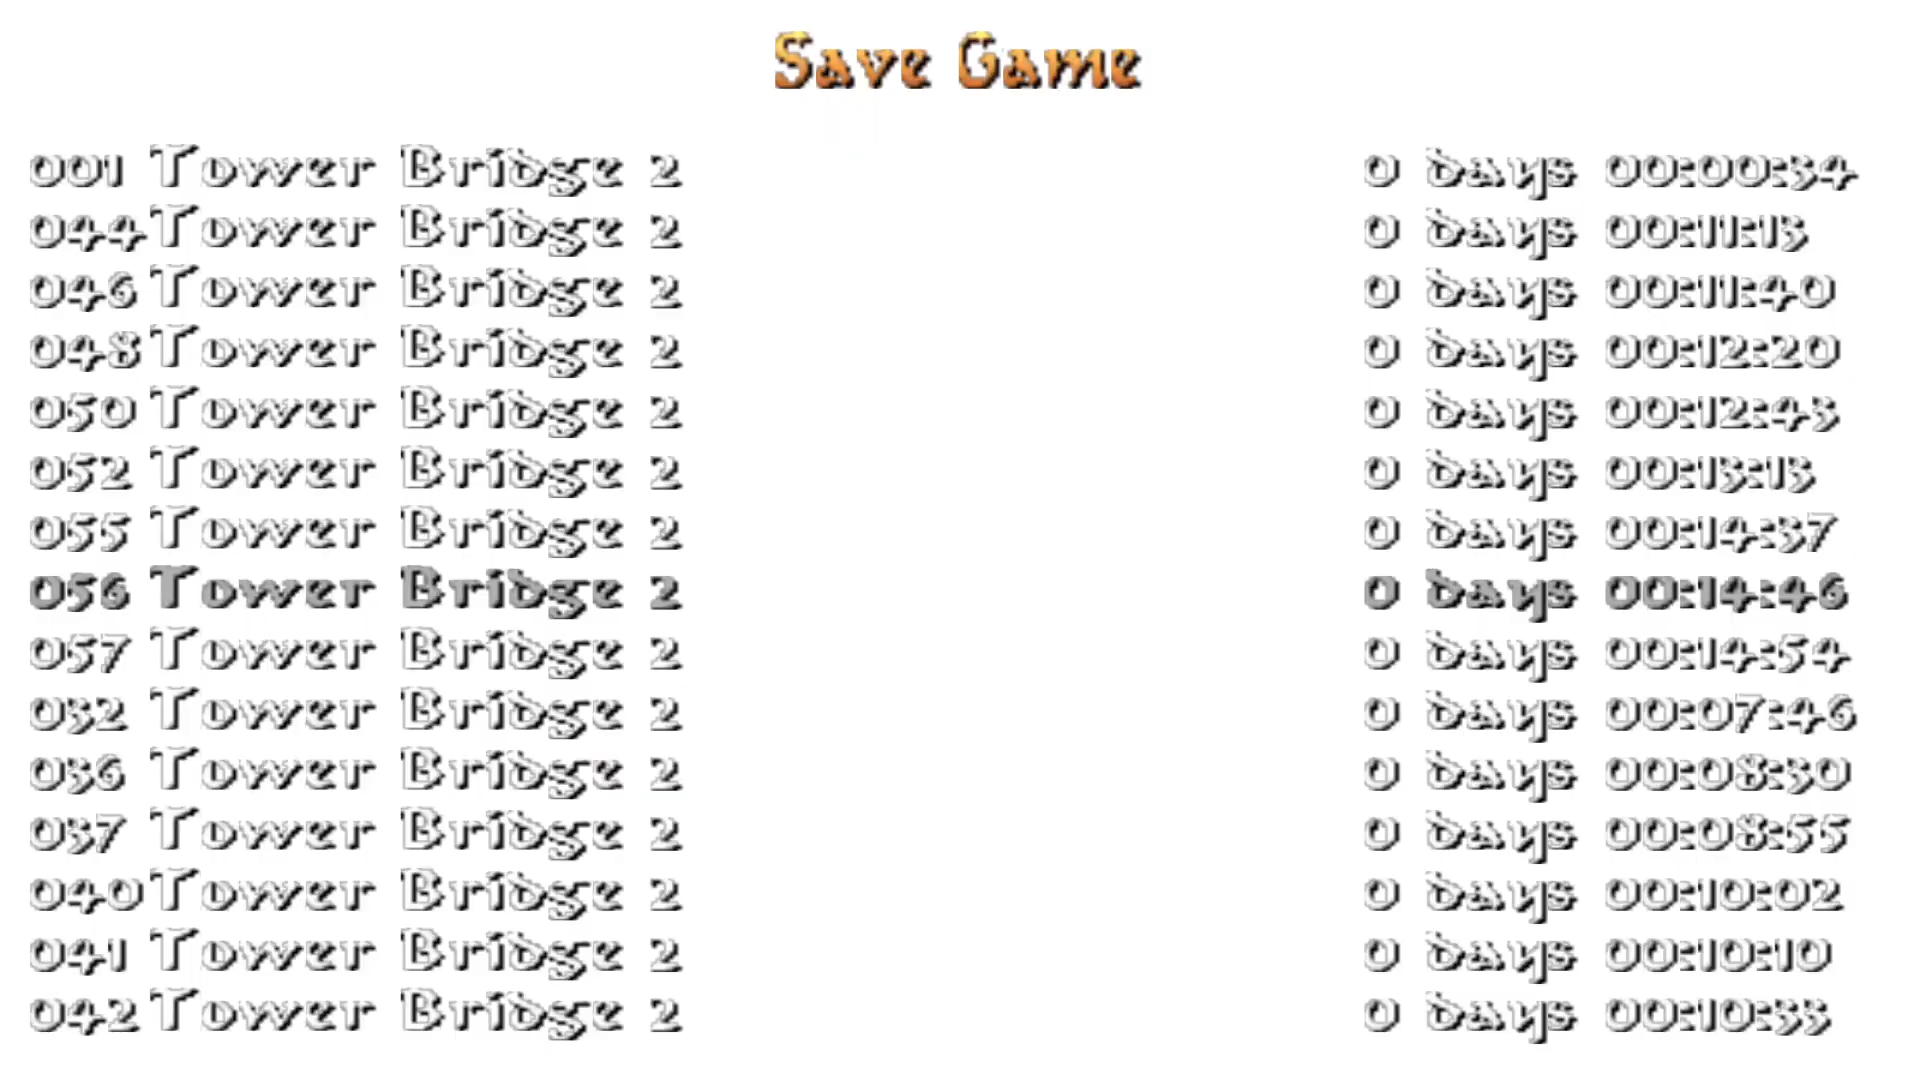 Save Game
001 Tower Bridge 2 0 days 00:00:34
044 Tower Bridge 2 0 days 00:11:13
046 Tower Bridge 2 0 days 00:11:40
048 Tower Bridge 2 0 days 00:12:20
050 Tower Bridge 2 0 days 00:12:43
052 Tower Bridge 2 0 days 00:13:13
055 Tower Bridge 2 0 days 00:14:37
056 Tower Bridge 2 0 days 00:14:46
057 Tower Bridge 2 0 days 00:14:54
032 Tower Bridge 2 0 days 00:07:46
036 Tower Bridge 2 0 days 00:08:30
037 Tower Bridge 2 0 days 00:08:55
040 Tower Bridge 2 0 days 00:10:02
041 Tower Bridge 2 0 days 00:10:10
042 Tower Bridge 2 0 days 00:10:33